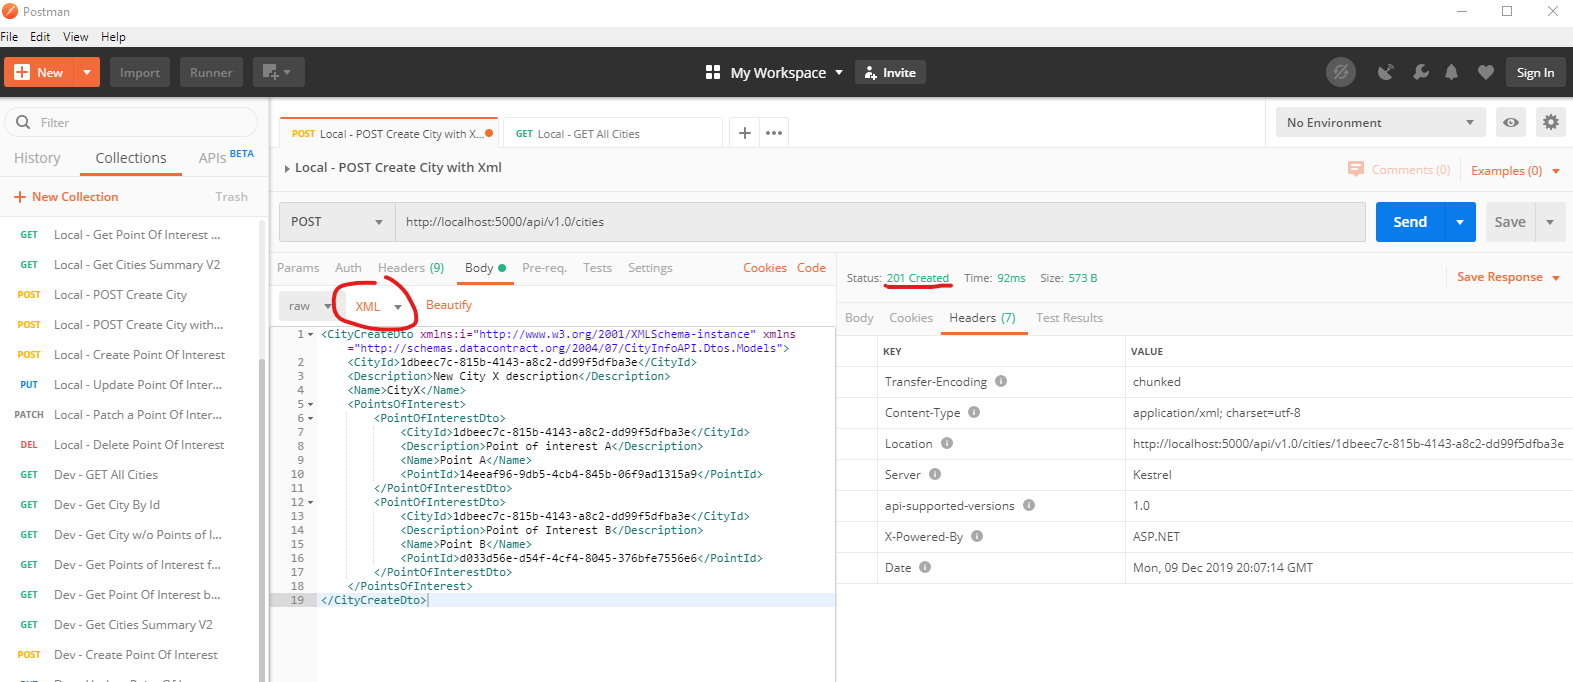 Postman
File Edit View Help
New Import Runner My Workspace Invite Sign In
Filter
History Collections APIs BETA
New Collection Trash
GET Local - Get Point Of Interest ...
GET Local - Get Cities Summary V2
POST Local - POST Create City
POST Local - POST Create City with...
POST Local - Create Point Of Interest
PUT Local - Update Point Of Inter...
PATCH Local - Patch a Point Of Inter...
DEL Local - Delete Point Of Interest
GET Dev - GET All Cities
GET Dev - Get City By Id
GET Dev - Get City w/o Points of I...
GET Dev - Get Points of Interest f...
GET Dev - Get Point Of Interest b...
GET Dev - Get Cities Summary V2
POST Dev - Create Point Of Interest
POST Local - POST Create City with X... GET Local - GET All Cities
No Environment
Local - POST Create City with Xml
Comments (0) Examples (0)
POST http://localhost:5000/api/v1.0/cities Send Save
Params Auth Headers (9) Body Pre-req. Tests Settings Cookies Code
raw XML Beautify
1 <CityCreateDto xmlns:i="http://www.w3.org/2001/XMLSchema-instance" xmlns
="http://schemas.datacontract.org/2004/07/CityInfoAPI.Dtos.Models">
2 <CityId>1dbeec7c-815b-4143-a8c2-dd99f5dfba3e</CityId>
3 <Description>New City X description</Description>
4 <Name>CityX</Name>
5 <PointsOfInterest>
6 <PointOfInterestDto>
7 <CityId>1dbeec7c-815b-4143-a8c2-dd99f5dfba3e</CityId>
8 <Description>Point of interest A</Description>
9 <Name>Point A</Name>
10 <PointId>14eeaf96-9db5-4cb4-845b-06f9ad1315a9</PointId>
11 </PointOfInterestDto>
12 <PointOfInterestDto>
13 <CityId>1dbeec7c-815b-4143-a8c2-dd99f5dfba3e</CityId>
14 <Description>Point of Interest B</Description>
15 <Name>Point B</Name>
16 <PointId>d033d56e-d54f-4cf4-8045-376bfe7556e6</PointId>
17 </PointOfInterestDto>
18 </PointsOfInterest>
19 </CityCreateDto>
Status: 201 Created Time: 92ms Size: 573 B Save Response
Body Cookies Headers (7) Test Results
KEY VALUE
Transfer-Encoding chunked
Content-Type application/xml; charset=utf-8
Location http://localhost:5000/api/v1.0/cities/1dbeec7c-815b-4143-a8c2-dd99f5dfba3e
Server Kestrel
api-supported-versions 1.0
X-Powered-By ASP.NET
Date Mon, 09 Dec 2019 20:07:14 GMT